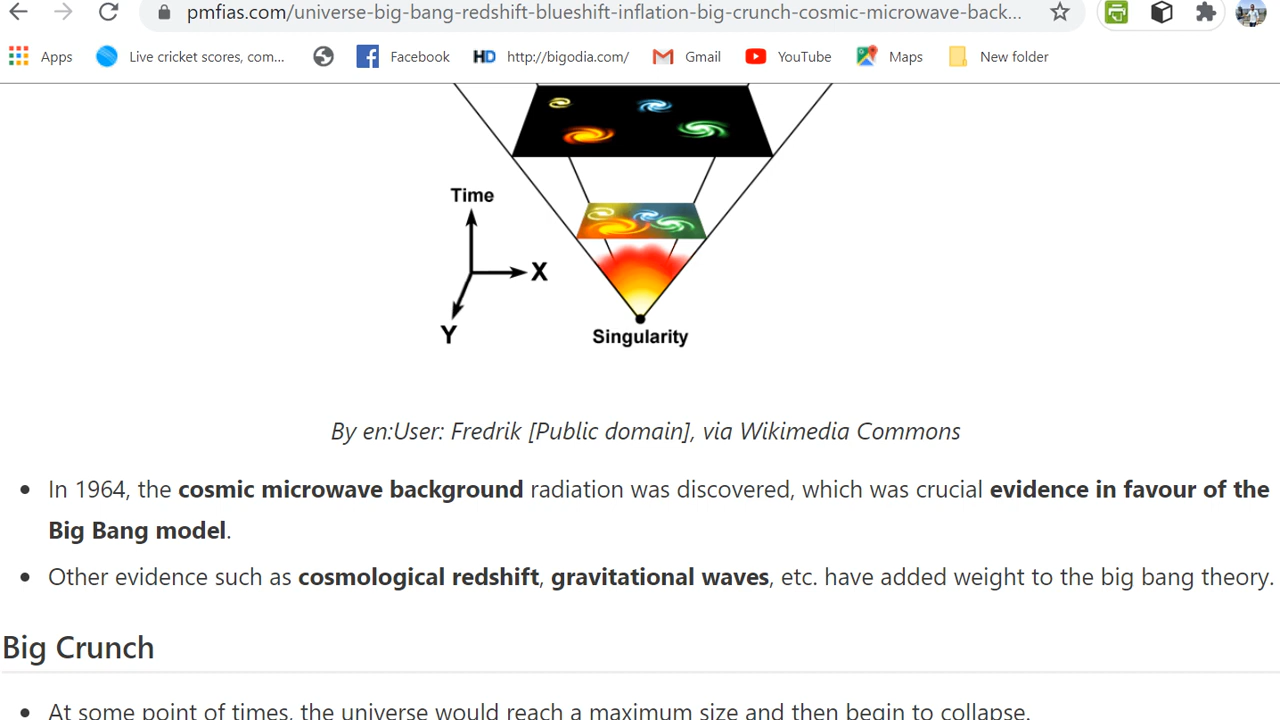 pmfias.com/universe-big-bang-redshift-blueshift-inflation-big-crunch-cosmic-microwave-back...
Apps Live cricket scores, com... Facebook HD http://bigodia.com/ Gmail YouTube Maps New folder
Time
X
Y
Singularity
By en:User: Fredrik [Public domain], via Wikimedia Commons
• In 1964, the cosmic microwave background radiation was discovered, which was crucial evidence in favour of the
Big Bang model.
• Other evidence such as cosmological redshift, gravitational waves, etc. have added weight to the big bang theory.
Big Crunch
• At some point of times, the universe would reach a maximum size and then begin to collapse.